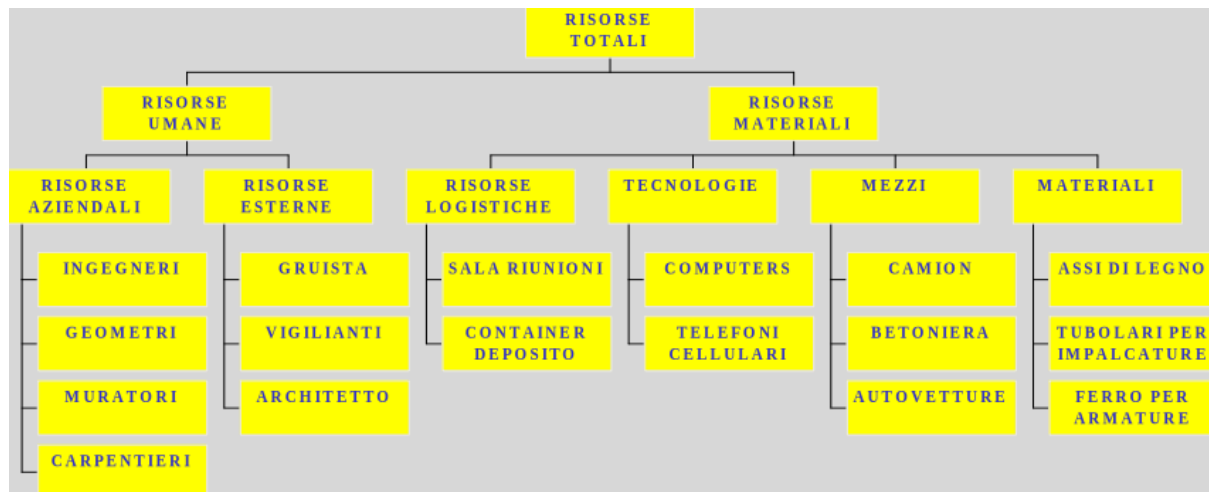 RISORSE
TOTALI
RISORSE
UMANE
RISORSE
MATERIALI
RISORSE
AZIENDALI
RISORSE
ESTERNE
RISORSE
LOGISTICHE
TECNOLOGIE
MEZZI
MATERIALI
INGEGNERI
GRUISTA
SALA RIUNIONI
COMPUTERS
CAMION
ASSI DI LEGNO
GEOMETRI
VIGILIANTI
CONTAINER
DEPOSITO
TELEFONI
CELLULARI
BETONIERA
TUBOLARI PER
IMPALCATURE
MURATORI
ARCHITETTO
AUTOVETTURE
FERRO PER
ARMATURE
CARPENTIERI